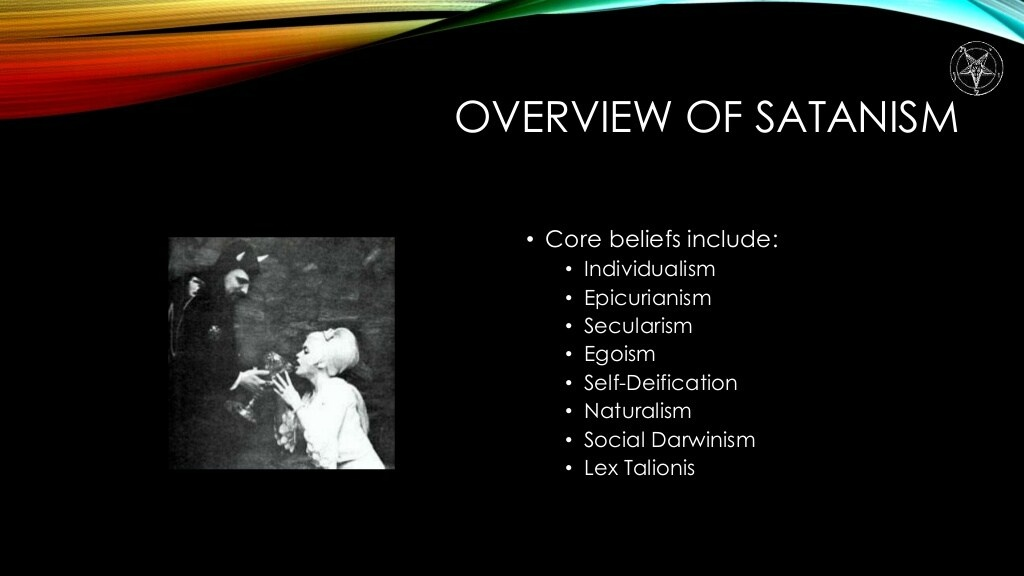 OVERVIEW OF SATANISM
• Core beliefs include:
• Individualism
• Epicurianism
• Secularism
• Egoism
• Self-Deification
• Naturalism
• Social Darwinism
• Lex Talionis